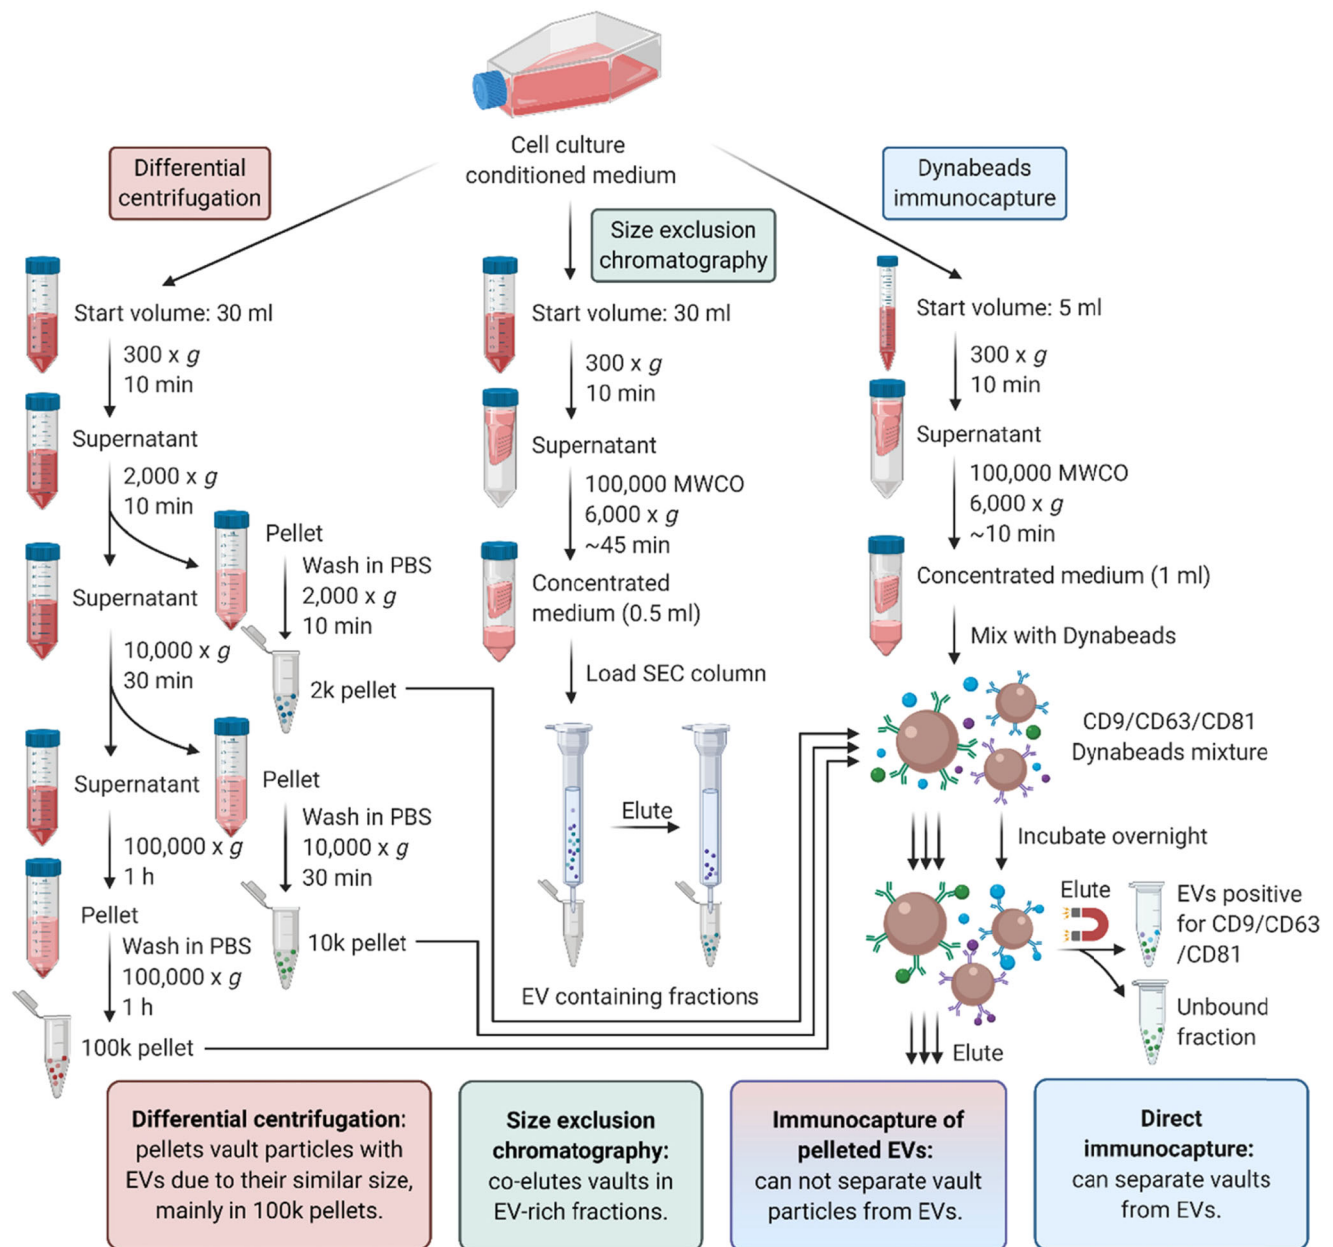 Cell culture
conditioned medium
Differential
centrifugation
Start volume: 30 ml
300 x g
10 min
Supernatant
2,000 x g
10 min
Pellet
Wash in PBS
2,000 x g
10 min
2k pellet
Supernatant
10,000 x g
30 min
Pellet
Wash in PBS
10,000 x g
30 min
10k pellet
Supernatant
100,000 x g
1 h
Pellet
Wash in PBS
100,000 x g
1 h
100k pellet
Size exclusion
chromatography
Start volume: 30 ml
300 x g
10 min
Supernatant
100,000 MWCO
6,000 x g
~45 min
Concentrated
medium (0.5 ml)
Load SEC column
Elute
EV containing fractions
Dynabeads
immunocapture
Start volume: 5 ml
300 x g
10 min
Supernatant
100,000 MWCO
6,000 x g
~10 min
Concentrated medium (1 ml)
Mix with Dynabeads
CD9/CD63/CD81
Dynabeads mixture
Incubate overnight
Elute
EVs positive
for CD9/CD63
/CD81
Unbound
fraction
Elute
Differential centrifugation:
pellets vault particles with
EVs due to their similar size,
mainly in 100k pellets.
Size exclusion
chromatography:
co-elutes vaults in
EV-rich fractions.
Immunocapture of
pelleted EVs:
can not separate vault
particles from EVs.
Direct
immunocapture:
can separate vaults
from EVs.